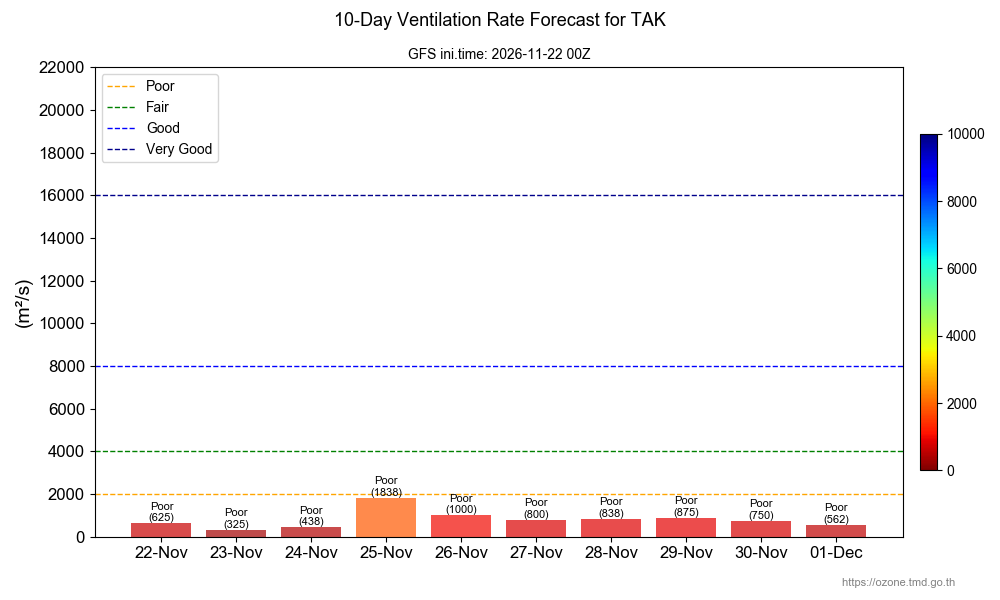 10-Day Ventilation Rate Forecast for TAK
GFS ini.time: 2026-11-22 00Z
22000
20000
18000
16000
14000
12000
10000
8000
6000
4000
2000
0
(m²/s)
Poor
Fair
Good
Very Good
Poor
(625)
Poor
(325)
Poor
(438)
Poor
(1838)
Poor
(1000)
Poor
(800)
Poor
(838)
Poor
(875)
Poor
(750)
Poor
(562)
22-Nov 23-Nov 24-Nov 25-Nov 26-Nov 27-Nov 28-Nov 29-Nov 30-Nov 01-Dec
10000
8000
6000
4000
2000
0
https://ozone.tmd.go.th